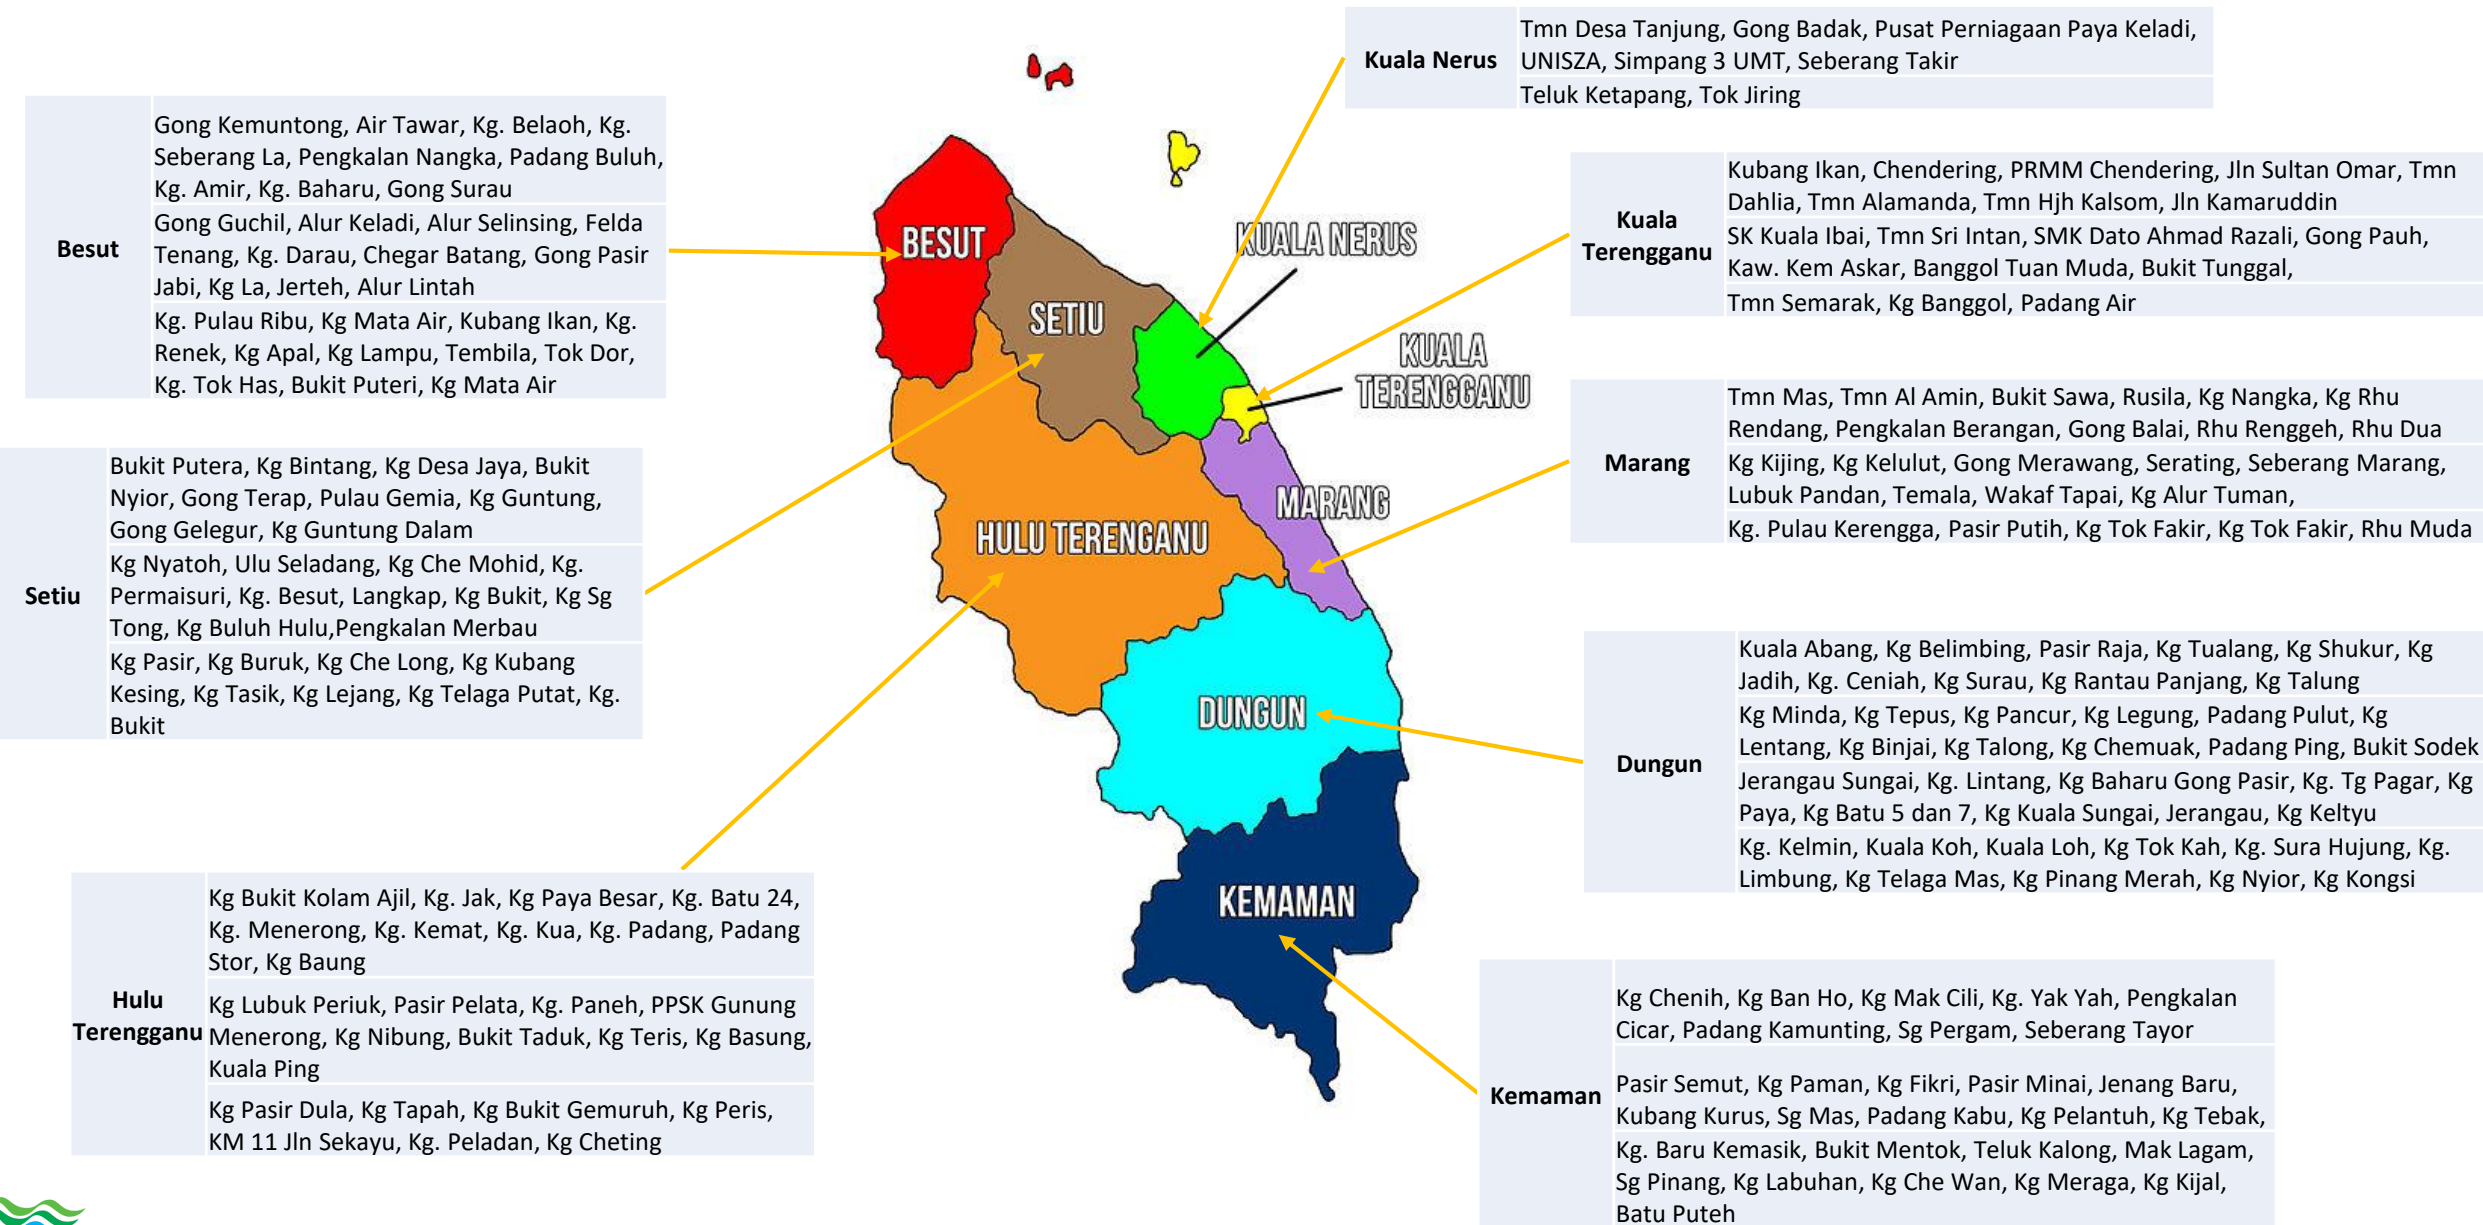 Kuala Nerus
Tmn Desa Tanjung, Gong Badak, Pusat Perniagaan Paya Keladi,
UNISZA, Simpang 3 UMT, Seberang Takir
Teluk Ketapang, Tok Jiring
Besut
Gong Kemuntong, Air Tawar, Kg. Belaoh, Kg.
Seberang La, Pengkalan Nangka, Padang Buluh,
Kg. Amir, Kg. Baharu, Gong Surau
Gong Guchil, Alur Keladi, Alur Selinsing, Felda
Tenang, Kg. Darau, Chegar Batang, Gong Pasir
Jabi, Kg La, Jerteh, Alur Lintah
Kg. Pulau Ribu, Kg Mata Air, Kubang Ikan, Kg.
Renek, Kg Apal, Kg Lampu, Tembila, Tok Dor,
Kg. Tok Has, Bukit Puteri, Kg Mata Air
Kuala
Terengganu
Kubang Ikan, Chendering, PRMM Chendering, Jln Sultan Omar, Tmn
Dahlia, Tmn Alamanda, Tmn Hjh Kalsom, Jln Kamaruddin
SK Kuala Ibai, Tmn Sri Intan, SMK Dato Ahmad Razali, Gong Pauh,
Kaw. Kem Askar, Banggol Tuan Muda, Bukit Tunggal,
Tmn Semarak, Kg Banggol, Padang Air
BESUT
SETIU
KUALA NERUS
KUALA
TERENGGANU
MARANG
HULU TERENGANU
DUNGUN
KEMAMAN
Marang
Tmn Mas, Tmn Al Amin, Bukit Sawa, Rusila, Kg Nangka, Kg Rhu
Rendang, Pengkalan Berangan, Gong Balai, Rhu Renggeh, Rhu Dua
Kg Kijing, Kg Kelulut, Gong Merawang, Serating, Seberang Marang,
Lubuk Pandan, Temala, Wakaf Tapai, Kg Alur Tuman,
Kg. Pulau Kerengga, Pasir Putih, Kg Tok Fakir, Kg Tok Fakir, Rhu Muda
Setiu
Bukit Putera, Kg Bintang, Kg Desa Jaya, Bukit
Nyior, Gong Terap, Pulau Gemia, Kg Guntung,
Gong Gelegur, Kg Guntung Dalam
Kg Nyatoh, Ulu Seladang, Kg Che Mohid, Kg.
Permaisuri, Kg. Besut, Langkap, Kg Bukit, Kg Sg
Tong, Kg Buluh Hulu,Pengkalan Merbau
Kg Pasir, Kg Buruk, Kg Che Long, Kg Kubang
Kesing, Kg Tasik, Kg Lejang, Kg Telaga Putat, Kg.
Bukit
Dungun
Kuala Abang, Kg Belimbing, Pasir Raja, Kg Tualang, Kg Shukur, Kg
Jadih, Kg. Ceniah, Kg Surau, Kg Rantau Panjang, Kg Talung
Kg Minda, Kg Tepus, Kg Pancur, Kg Legung, Padang Pulut, Kg
Lentang, Kg Binjai, Kg Talong, Kg Chemuak, Padang Ping, Bukit Sodek
Jerangau Sungai, Kg. Lintang, Kg Baharu Gong Pasir, Kg. Tg Pagar, Kg
Paya, Kg Batu 5 dan 7, Kg Kuala Sungai, Jerangau, Kg Keltyu
Kg. Kelmin, Kuala Koh, Kuala Loh, Kg Tok Kah, Kg. Sura Hujung, Kg.
Limbung, Kg Telaga Mas, Kg Pinang Merah, Kg Nyior, Kg Kongsi
Hulu
Terengganu
Kg Bukit Kolam Ajil, Kg. Jak, Kg Paya Besar, Kg. Batu 24,
Kg. Menerong, Kg. Kemat, Kg. Kua, Kg. Padang, Padang
Stor, Kg Baung
Kg Lubuk Periuk, Pasir Pelata, Kg. Paneh, PPSK Gunung
Menerong, Kg Nibung, Bukit Taduk, Kg Teris, Kg Basung,
Kuala Ping
Kg Pasir Dula, Kg Tapah, Kg Bukit Gemuruh, Kg Peris,
KM 11 Jln Sekayu, Kg. Peladan, Kg Cheting
Kemaman
Kg Chenih, Kg Ban Ho, Kg Mak Cili, Kg. Yak Yah, Pengkalan
Cicar, Padang Kamunting, Sg Pergam, Seberang Tayor
Pasir Semut, Kg Paman, Kg Fikri, Pasir Minai, Jenang Baru,
Kubang Kurus, Sg Mas, Padang Kabu, Kg Pelantuh, Kg Tebak,
Kg. Baru Kemasik, Bukit Mentok, Teluk Kalong, Mak Lagam,
Sg Pinang, Kg Labuhan, Kg Che Wan, Kg Meraga, Kg Kijal,
Batu Puteh